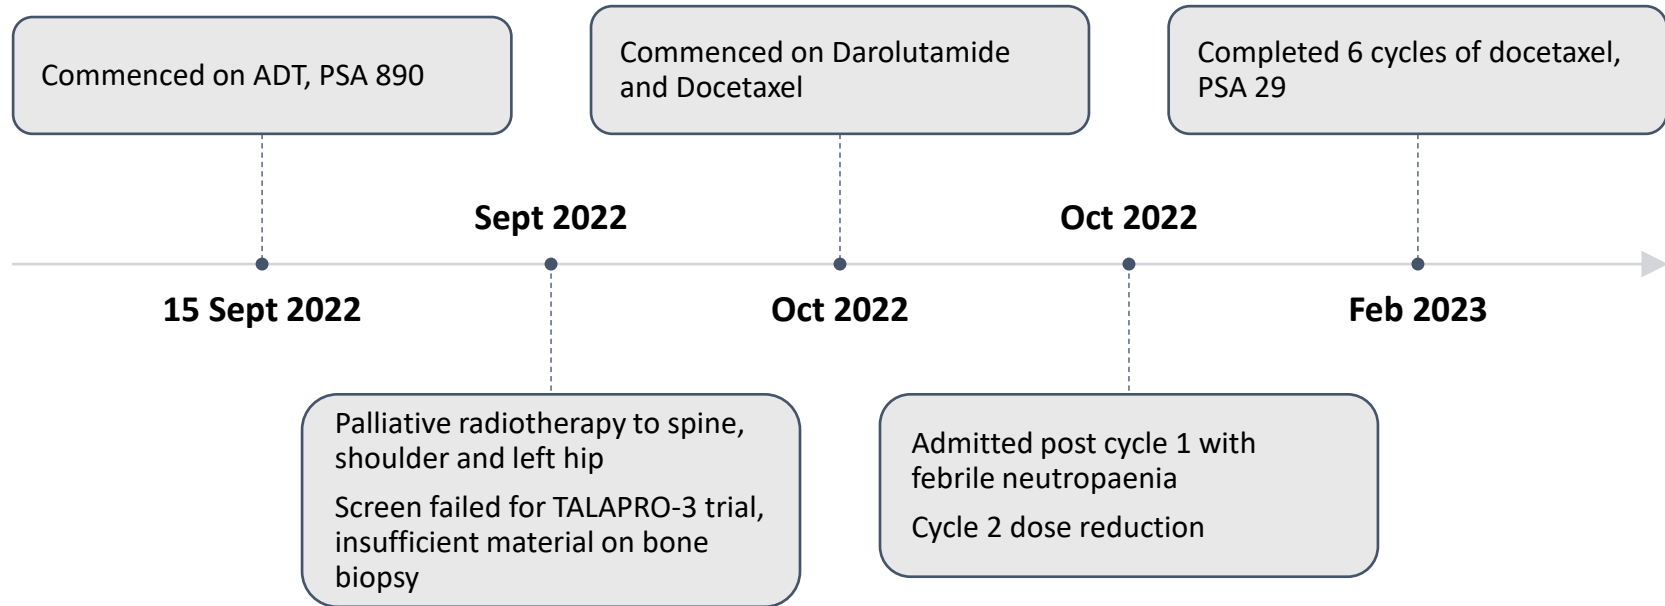 Commenced on ADT, PSA 890
Commenced on Darolutamide
and Docetaxel
Completed 6 cycles of docetaxel,
PSA 29
Sept 2022
Oct 2022
15 Sept 2022
Oct 2022
Feb 2023
Palliative radiotherapy to spine,
shoulder and left hip
Screen failed for TALAPRO-3 trial,
insufficient material on bone
biopsy
Admitted post cycle 1 with
febrile neutropaenia
Cycle 2 dose reduction